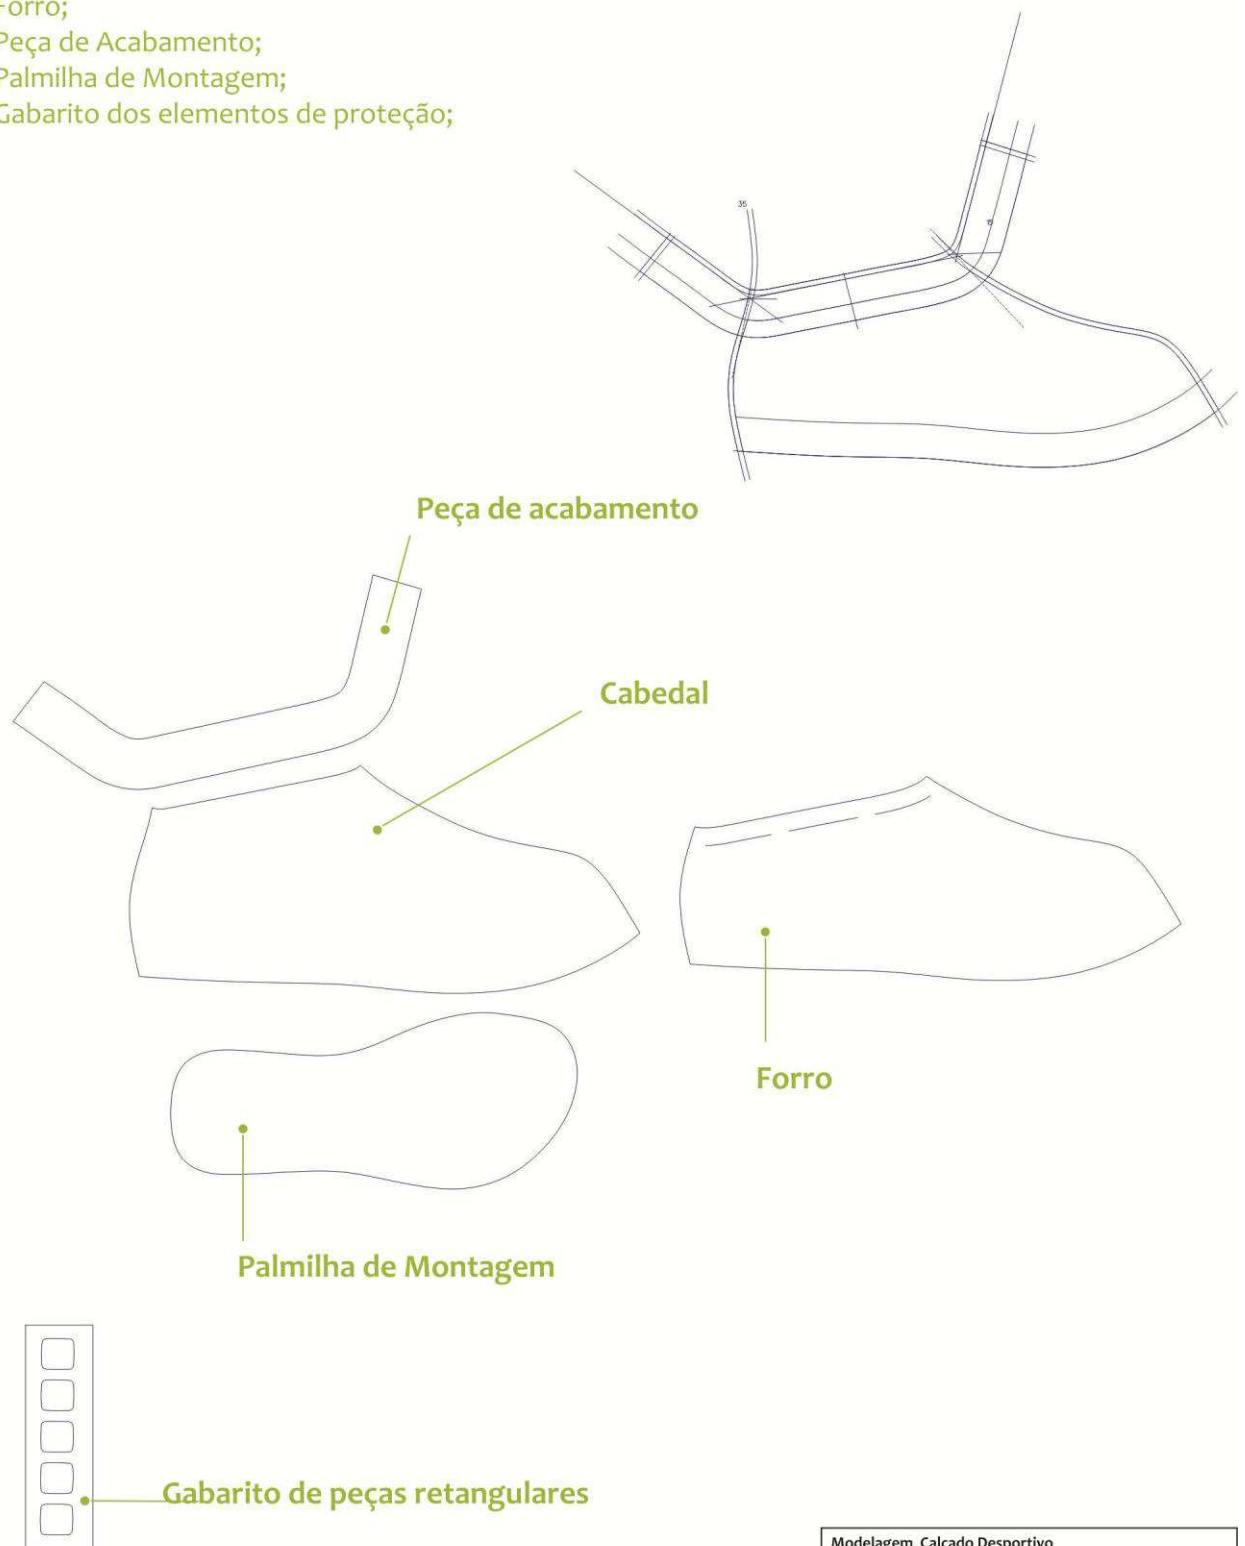 Forro;
Peça de Acabamento;
Palmilha de Montagem;
Gabarito dos elementos de proteção;
35
Peça de acabamento
Cabedal
Forro
Palmilha de Montagem
Gabarito de peças retangulares
Modelagem Calçado Desportivo